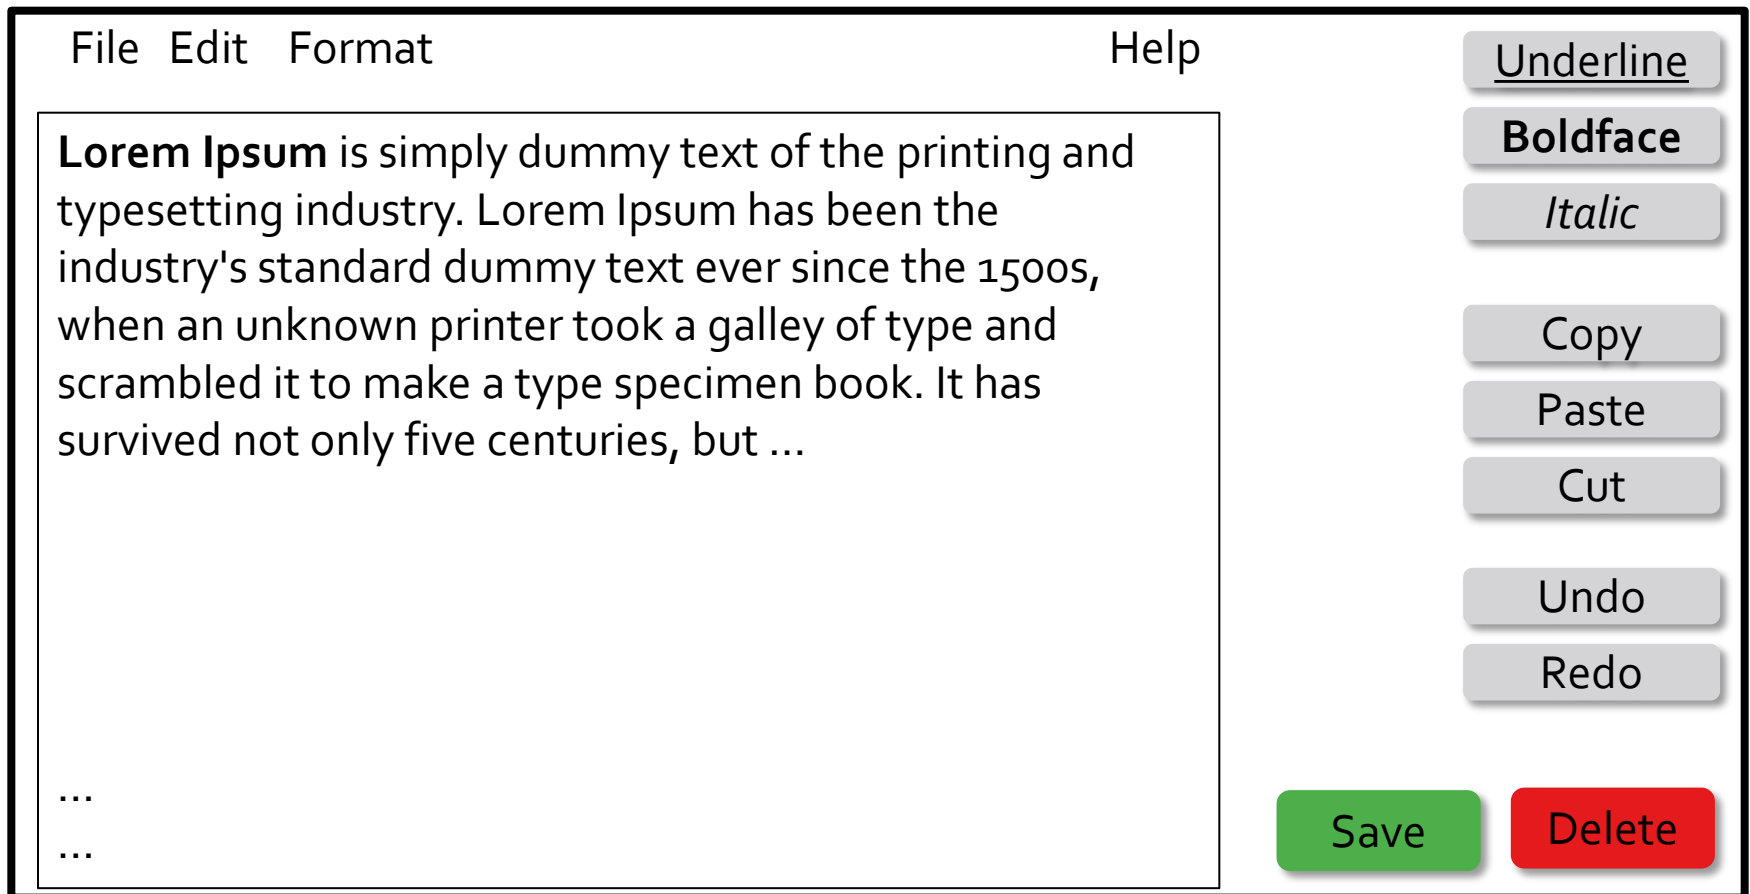 File Edit Format Help
Lorem Ipsum is simply dummy text of the printing and
typesetting industry. Lorem Ipsum has been the
industry's standard dummy text ever since the 1500s,
when an unknown printer took a galley of type and
scrambled it to make a type specimen book. It has
survived not only five centuries, but ...
...
...
Underline
Boldface
Italic
Copy
Paste
Cut
Undo
Redo
Save Delete